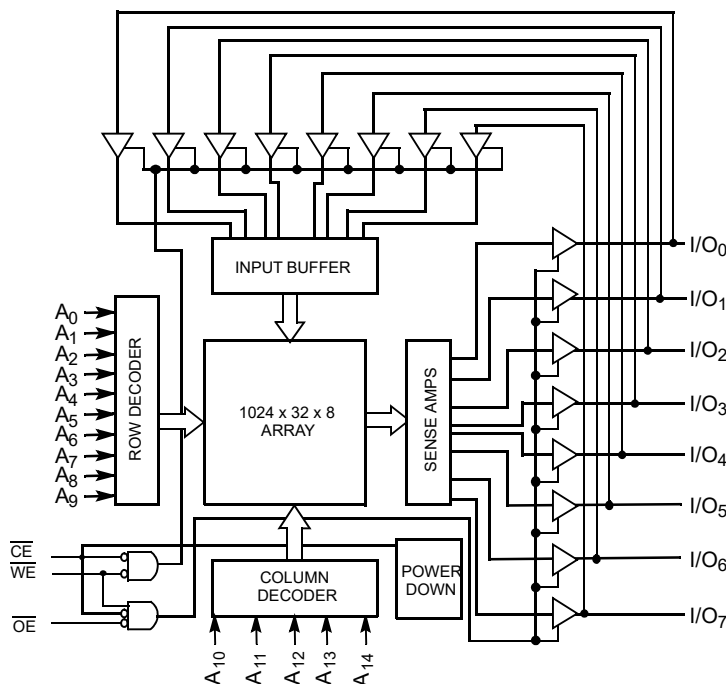 INPUT BUFFER
I/O0
I/O1
I/O2
I/O3
I/O4
I/O5
I/O6
I/O7
A0
A1
A2
A3
A4
A5
A6
A7
A8
A9
ROW DECODER
1024 x 32 x 8
ARRAY
SENSE AMPS
CE
WE
OE
COLUMN
DECODER
POWER
DOWN
A10
A11
A12
A13
A14